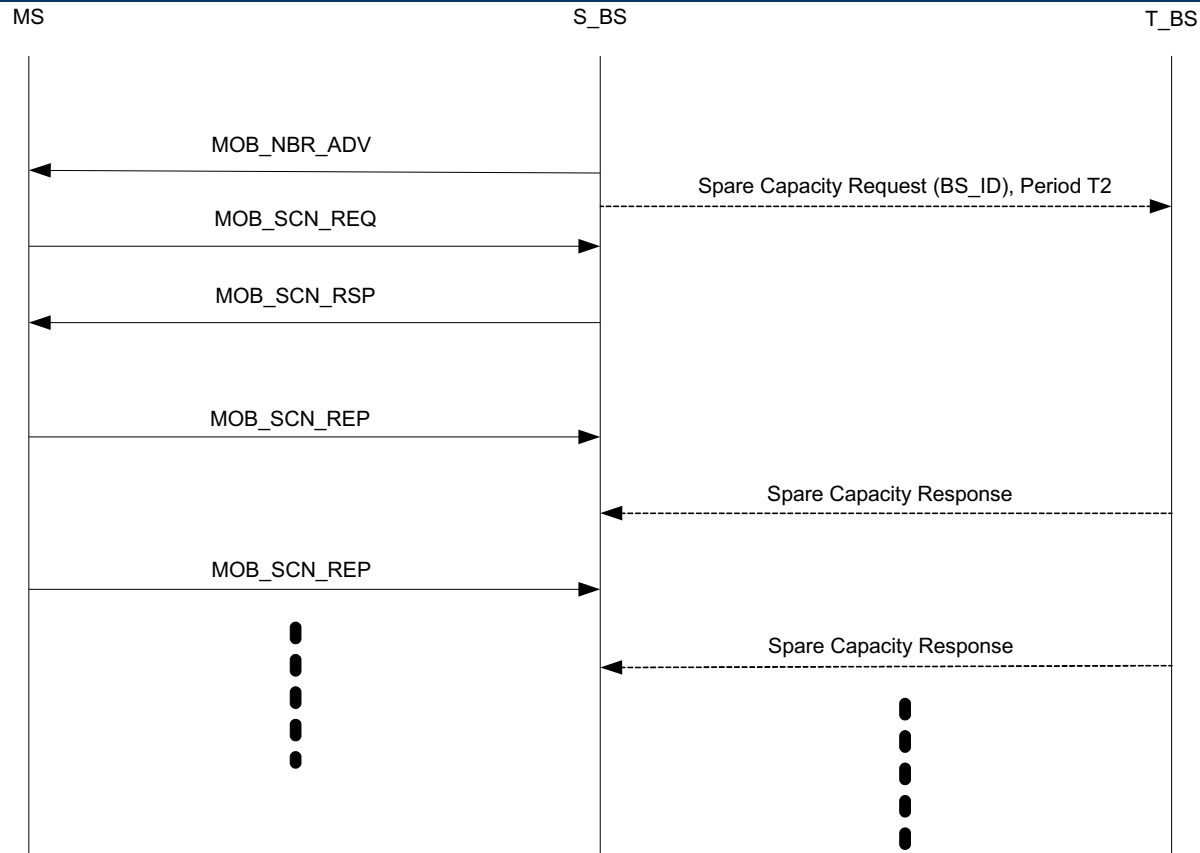 MS
S_BS
T_BS
MOB_NBR_ADV
Spare Capacity Request (BS_ID), Period T2
MOB_SCN_REQ
MOB_SCN_RSP
MOB_SCN_REP
Spare Capacity Response
MOB_SCN_REP
Spare Capacity Response